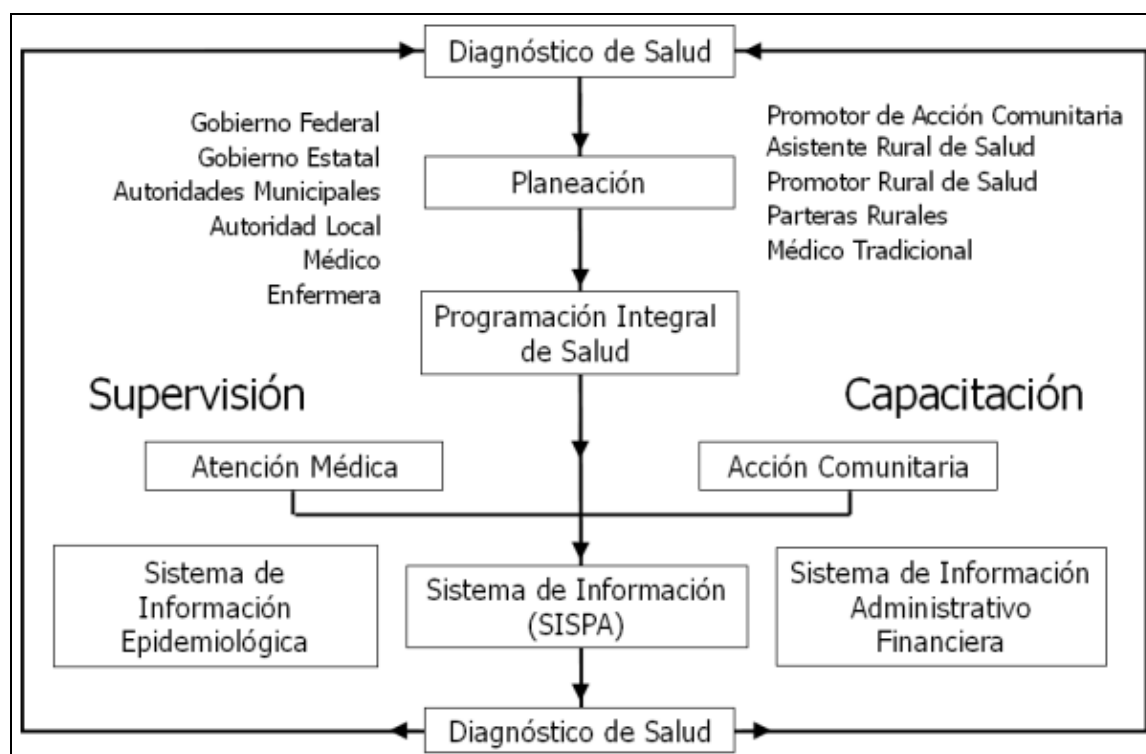 Diagnóstico de Salud
Gobierno Federal
Gobierno Estatal
Autoridades Municipales
Autoridad Local
Médico
Enfermera
Planeación
Promotor de Acción Comunitaria
Asistente Rural de Salud
Promotor Rural de Salud
Parteras Rurales
Médico Tradicional
Programación Integral
de Salud
Supervisión
Capacitación
Atención Médica
Acción Comunitaria
Sistema de
Información
Epidemiológica
Sistema de Información
(SISPA)
Sistema de Información
Administrativo
Financiera
Diagnóstico de Salud